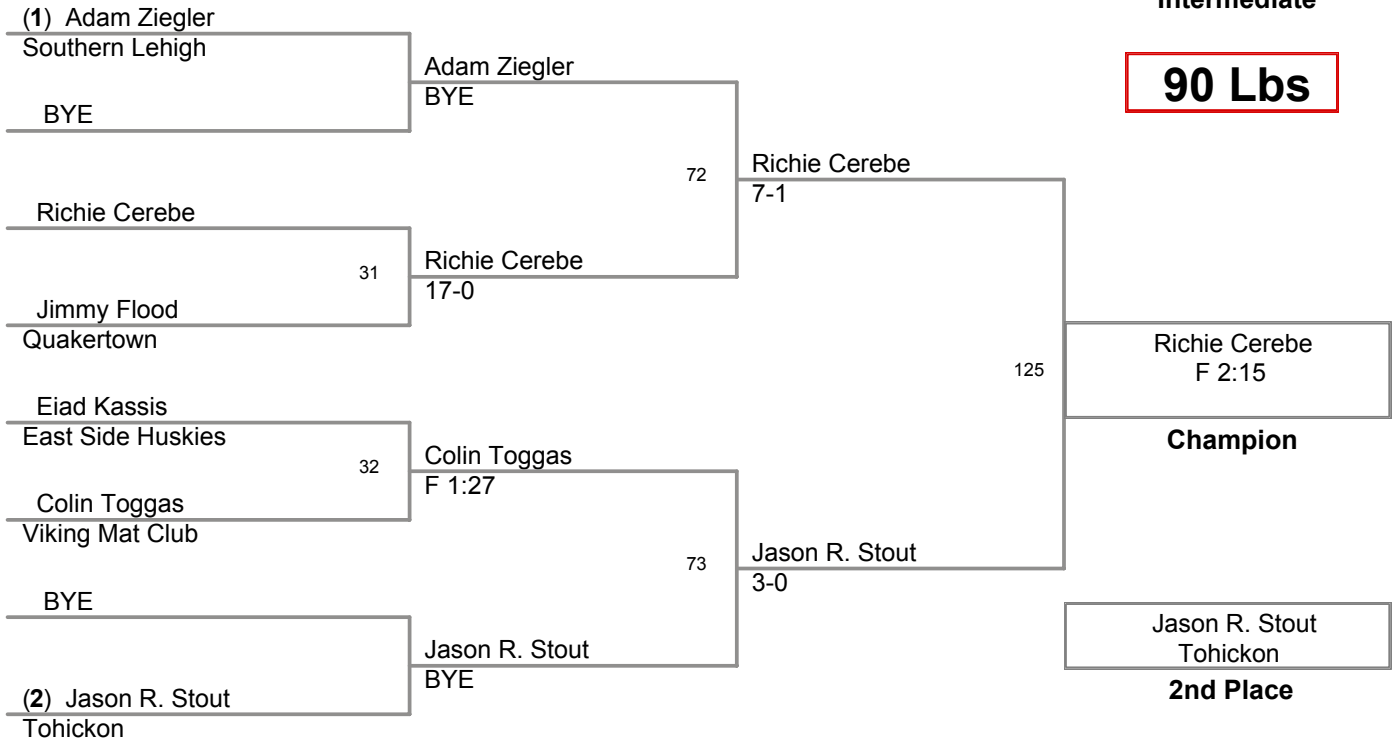 Intermediate
90 Lbs
(1) Adam Ziegler
Southern Lehigh
BYE
Richie Cerebe
Jimmy Flood
Quakertown
Eiad Kassis
East Side Huskies
Colin Toggas
Viking Mat Club
BYE
(2) Jason R. Stout
Tohickon
Adam Ziegler
BYE
31
Richie Cerebe
17-0
32
Colin Toggas
F 1:27
Jason R. Stout
BYE
72
Richie Cerebe
7-1
73
Jason R. Stout
3-0
125
Richie Cerebe
F 2:15
Champion
Jason R. Stout
Tohickon
2nd Place